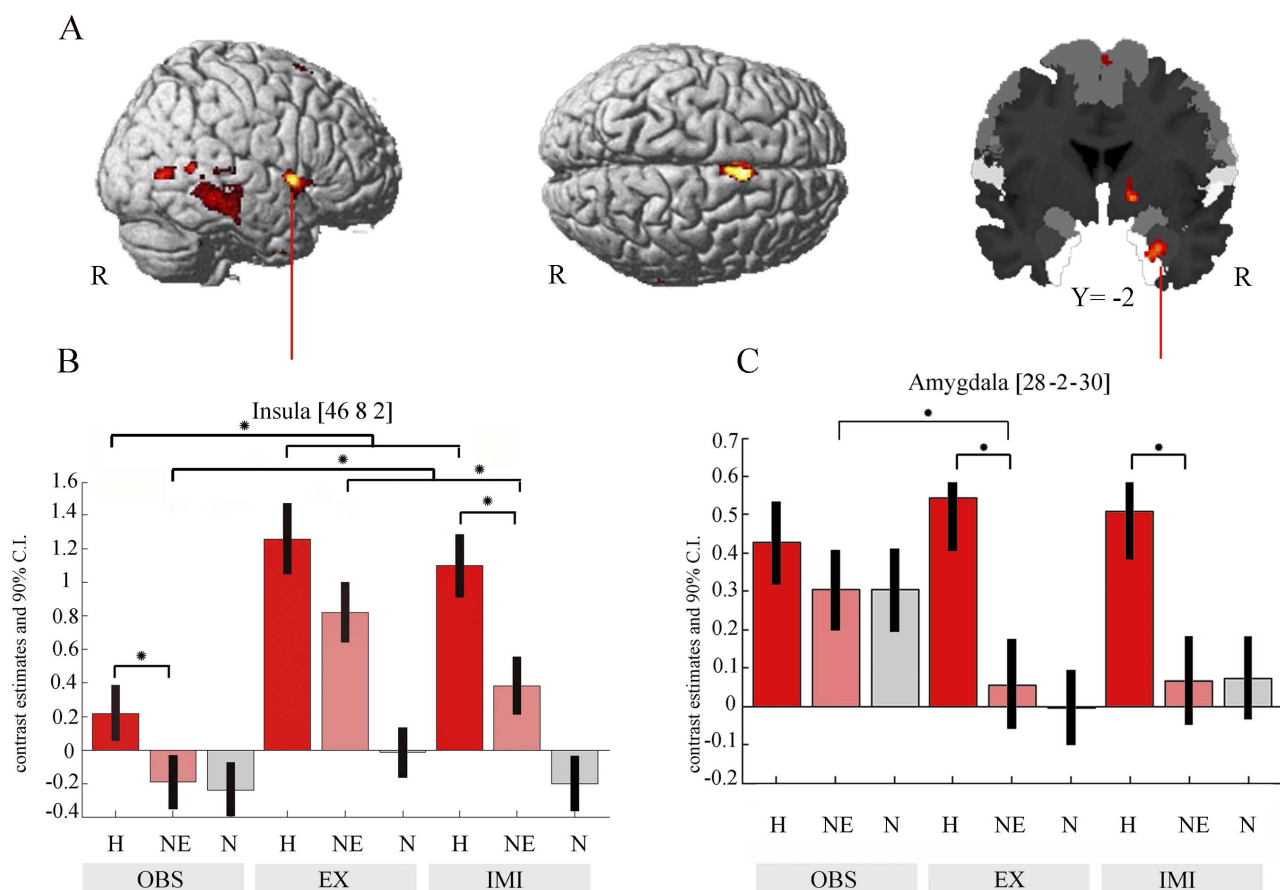 A
R
Y= -2
R
B
Insula [46 8 2]
* * * * *
contrast estimates and 90% C.I.
1.6
1.4
1.2
1
0.8
0.6
0.4
0.2
0
-0.2
-0.4
H NE N H NE N H NE N
OBS EX IMI
C
Amygdala [28-2-30]
* * *
contrast estimates and 90% C.I.
0.7
0.6
0.5
0.4
0.3
0.2
0.1
0
-0.1
-0.2
H NE N H NE N H NE N
OBS EX IMI